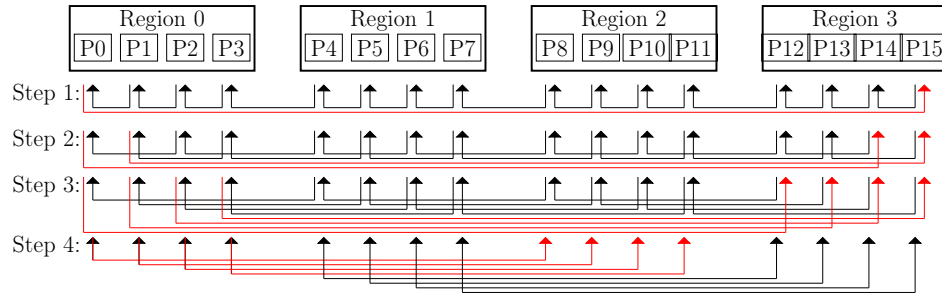 Region 0 Region 1 Region 2 Region 3
P0 P1 P2 P3 P4 P5 P6 P7 P8 P9 P10 P11 P12 P13 P14 P15
Step 1:
Step 2:
Step 3:
Step 4: